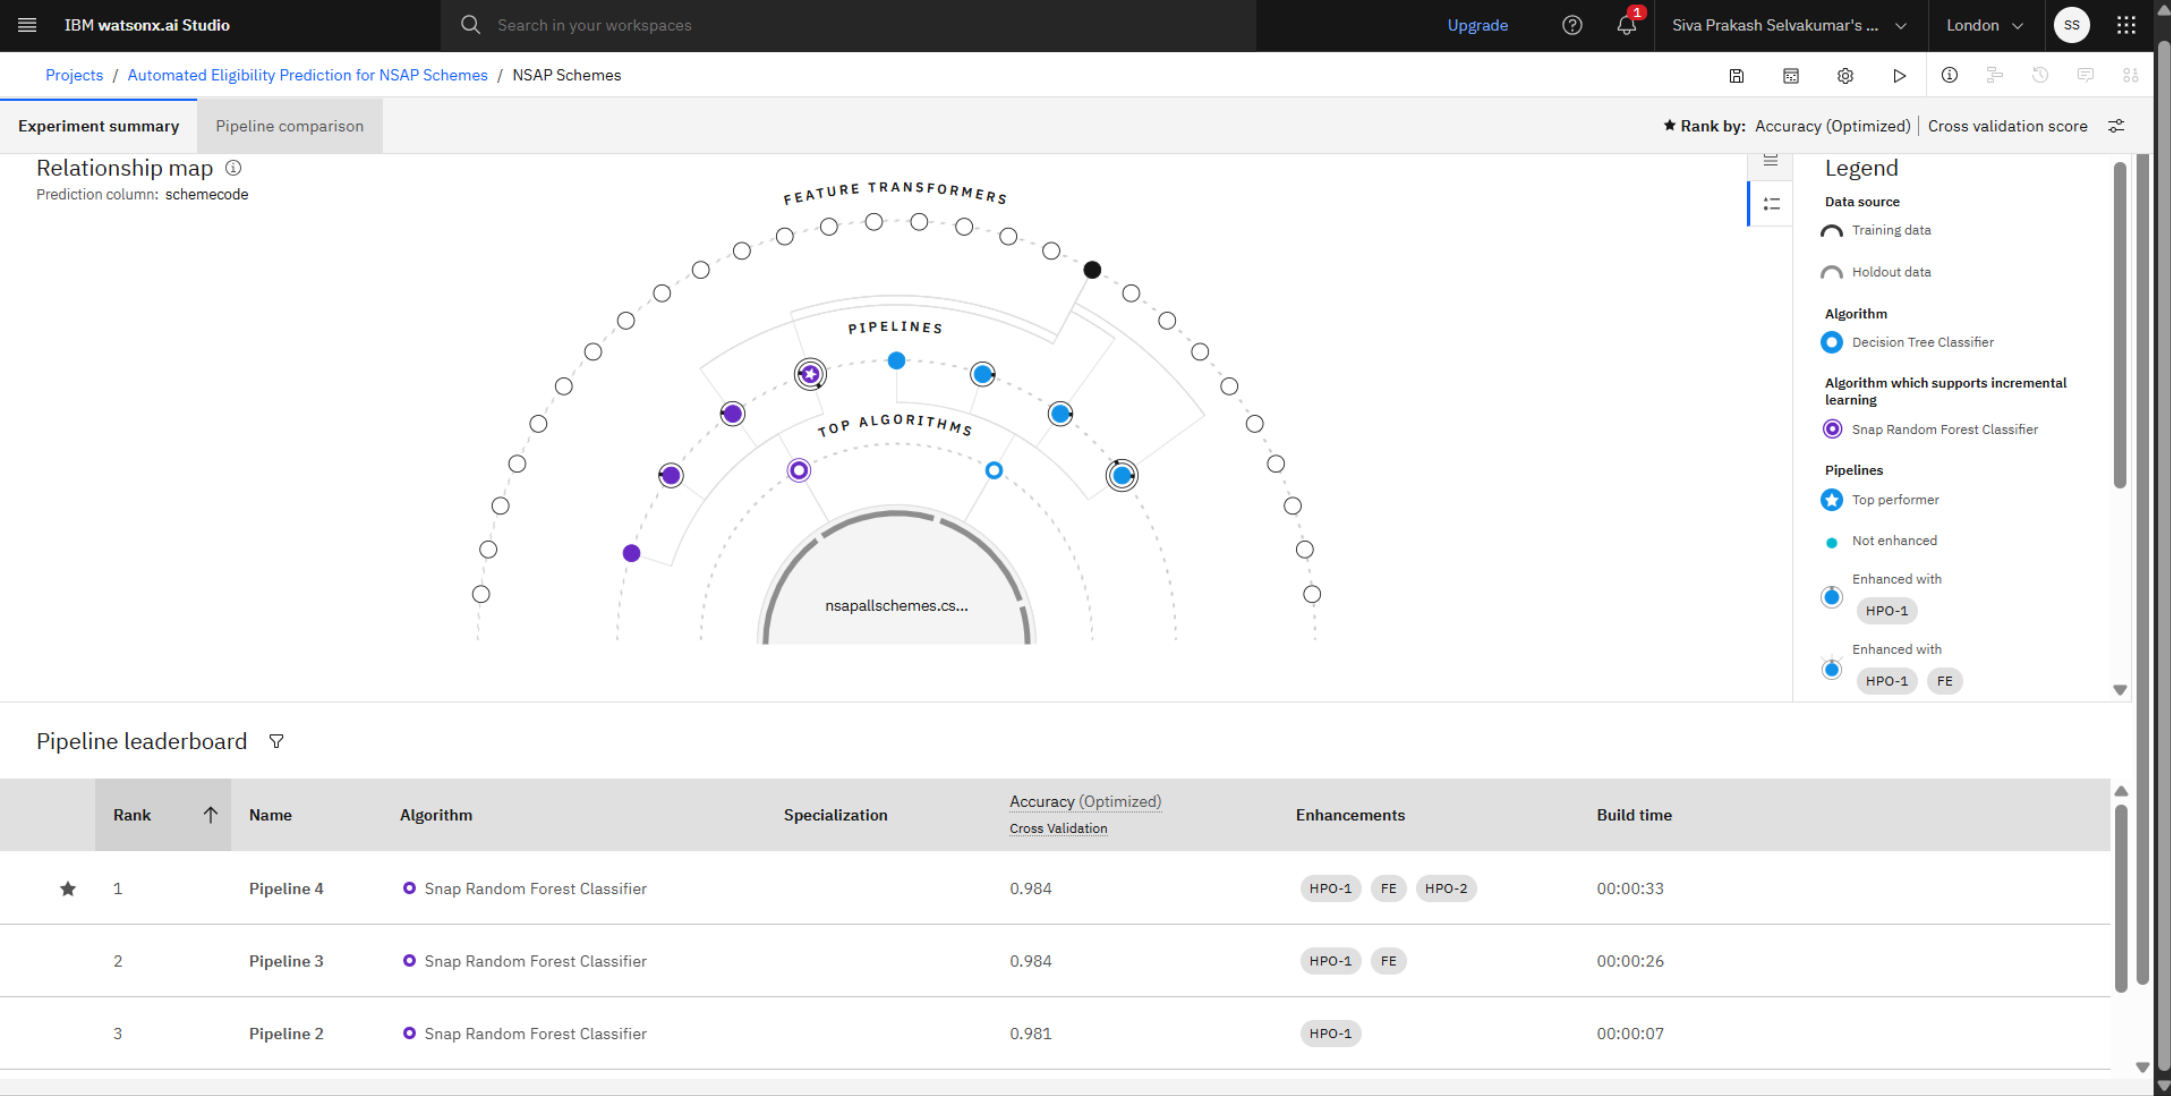 IBM watsonx.ai Studio
Search in your workspaces
Upgrade
1
Siva Prakash Selvakumar's ...
London
SS
Projects / Automated Eligibility Prediction for NSAP Schemes / NSAP Schemes
Experiment summary
Pipeline comparison
Rank by: Accuracy (Optimized) | Cross validation score
Relationship map
Prediction column: schemecode
FEATURE TRANSFORMERS
PIPELINES
TOP ALGORITHMS
nsapallschemes.cs...
Legend
Data source
Training data
Holdout data
Algorithm
Decision Tree Classifier
Algorithm which supports incremental
learning
Snap Random Forest Classifier
Pipelines
Top performer
Not enhanced
Enhanced with
HPO-1
Enhanced with
HPO-1 FE
Pipeline leaderboard
Rank Name Algorithm Specialization Accuracy (Optimized) Enhancements Build time
Cross Validation
1 Pipeline 4 Snap Random Forest Classifier 0.984 HPO-1 FE HPO-2 00:00:33
2 Pipeline 3 Snap Random Forest Classifier 0.984 HPO-1 FE 00:00:26
3 Pipeline 2 Snap Random Forest Classifier 0.981 HPO-1 00:00:07